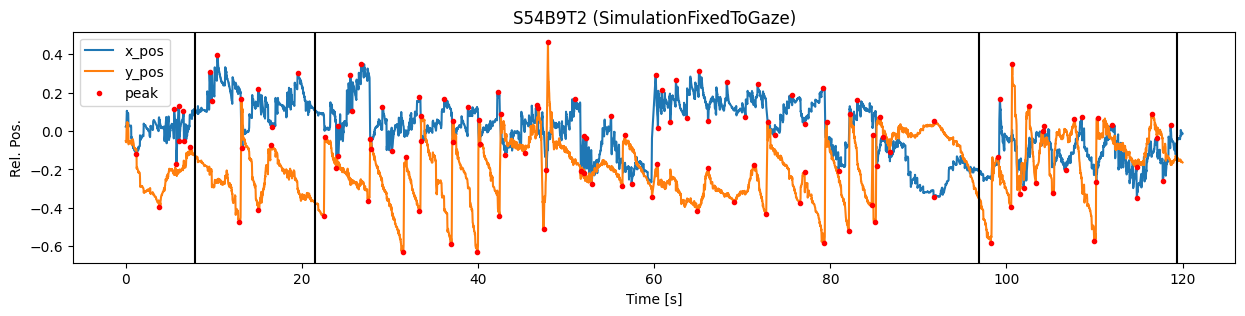 S54B9T2 (SimulationFixedToGaze)
x_pos
y_pos
peak
Rel. Pos.
0.4
0.2
0.0
−0.2
−0.4
−0.6
0 20 40 60 80 100 120
Time [s]